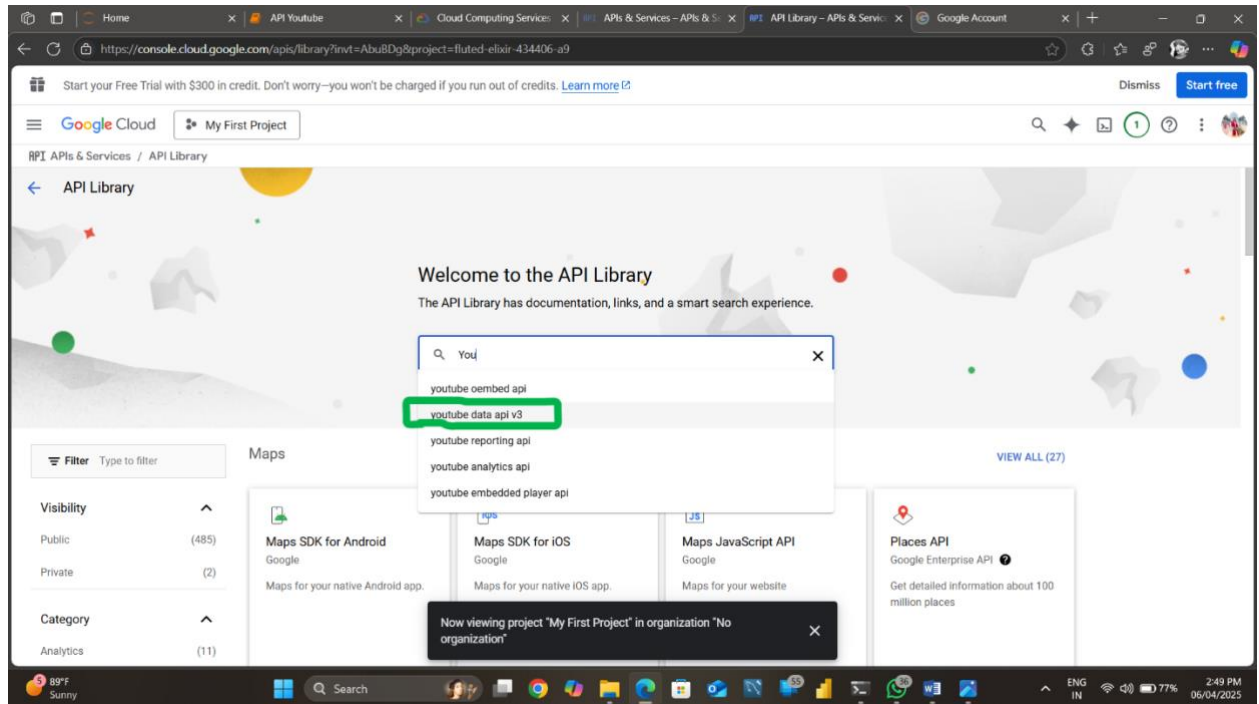 Home
API Youtube
Cloud Computing Services
APIs & Services – APIs & Se
API Library – APIs & Servic
Google Account
https://console.cloud.google.com/apis/library?invt=AbuBDg&project=fluted-elixir-434406-a9
Start your Free Trial with $300 in credit. Don't worry—you won't be charged if you run out of credits. Learn more
Dismiss
Start free
Google Cloud
My First Project
1
API APIs & Services / API Library
API Library
Welcome to the API Library
The API Library has documentation, links, and a smart search experience.
You
youtube oembed api
youtube data api v3
youtube reporting api
youtube analytics api
youtube embedded player api
Filter Type to filter
Visibility
Public (485)
Private (2)
Category
Analytics (11)
Maps
VIEW ALL (27)
Maps SDK for Android
Google
Maps for your native Android app.
iOS
Maps SDK for iOS
Google
Maps for your native iOS app.
JS
Maps JavaScript API
Google
Maps for your website
Places API
Google Enterprise API
Get detailed information about 100
million places
Now viewing project "My First Project" in organization "No
organization"
5
89°F
Sunny
Search
55
36
ENG
IN
77%
2:49 PM
06/04/2025